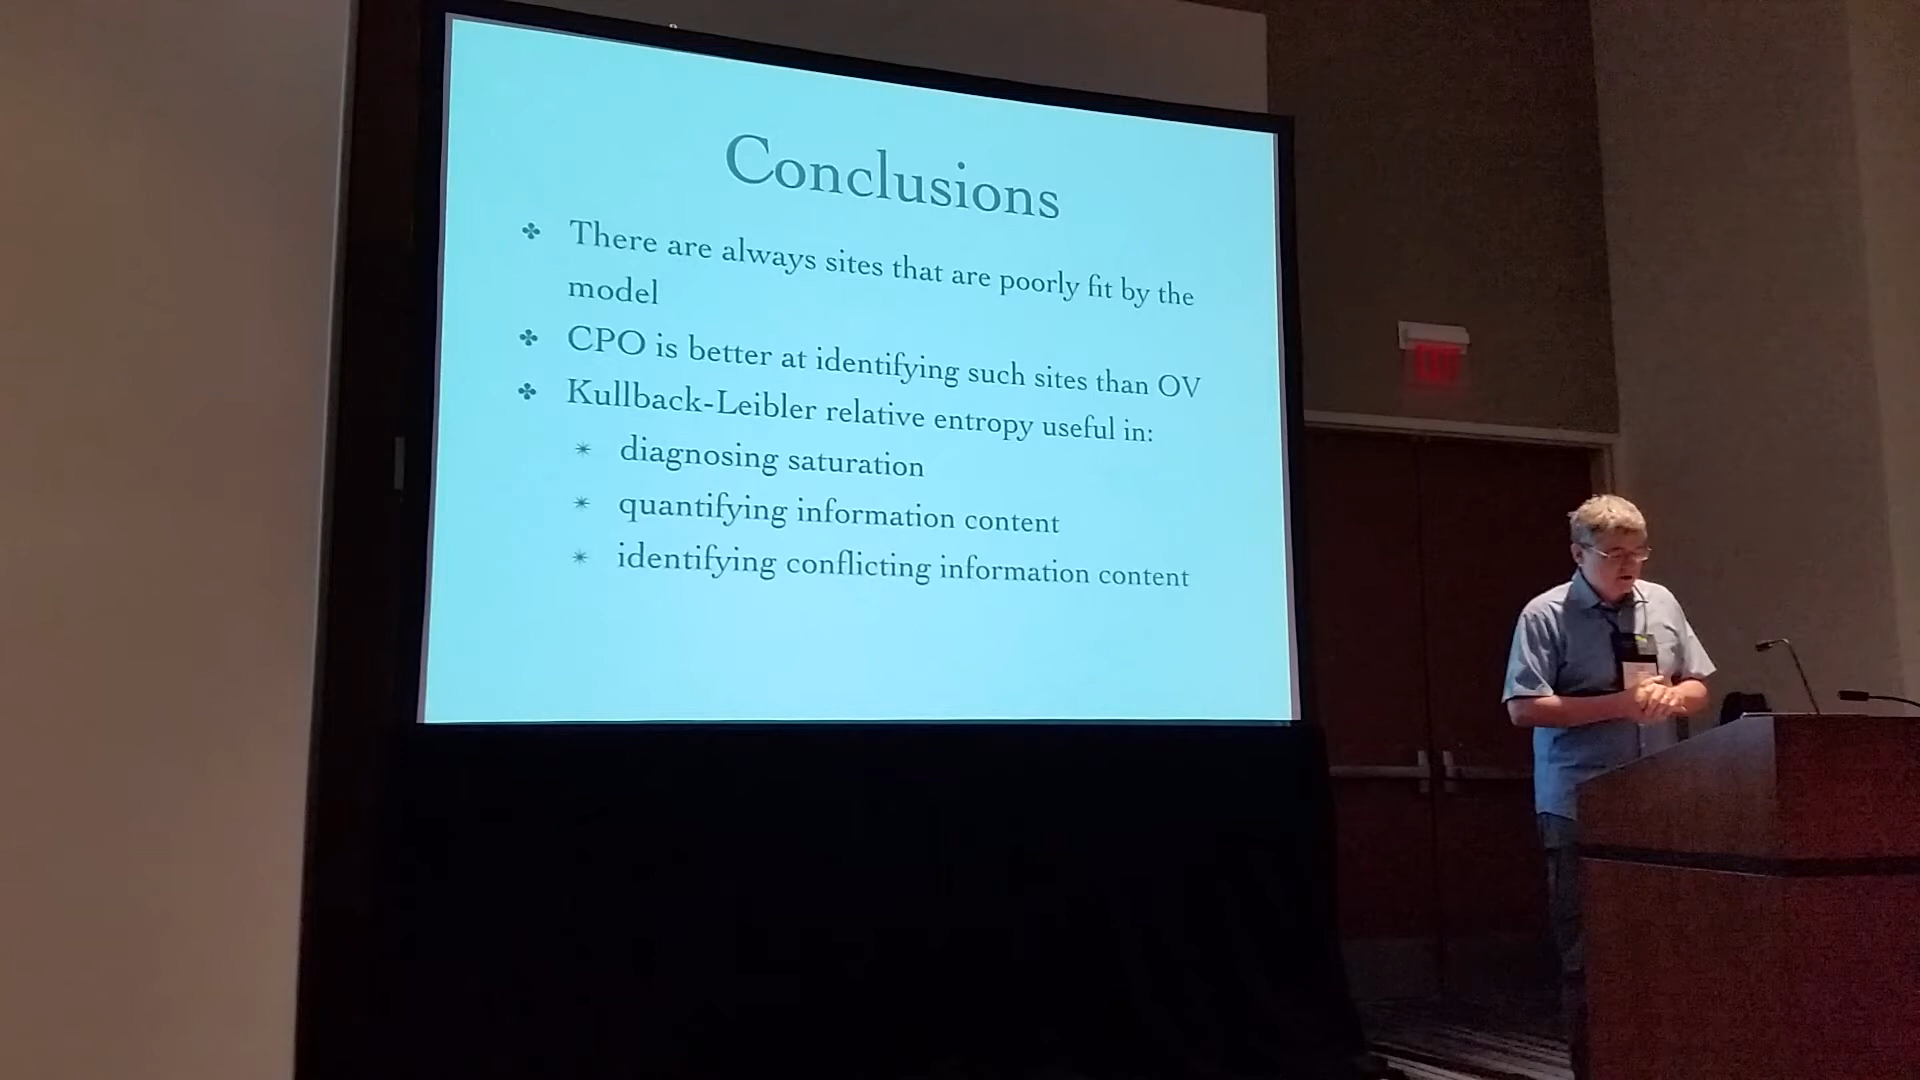 Conclusions
There are always sites that are poorly fit by the
model
CPO is better at identifying such sites than OV
Kullback-Leibler relative entropy useful in:
diagnosing saturation
quantifying information content
identifying conflicting information content